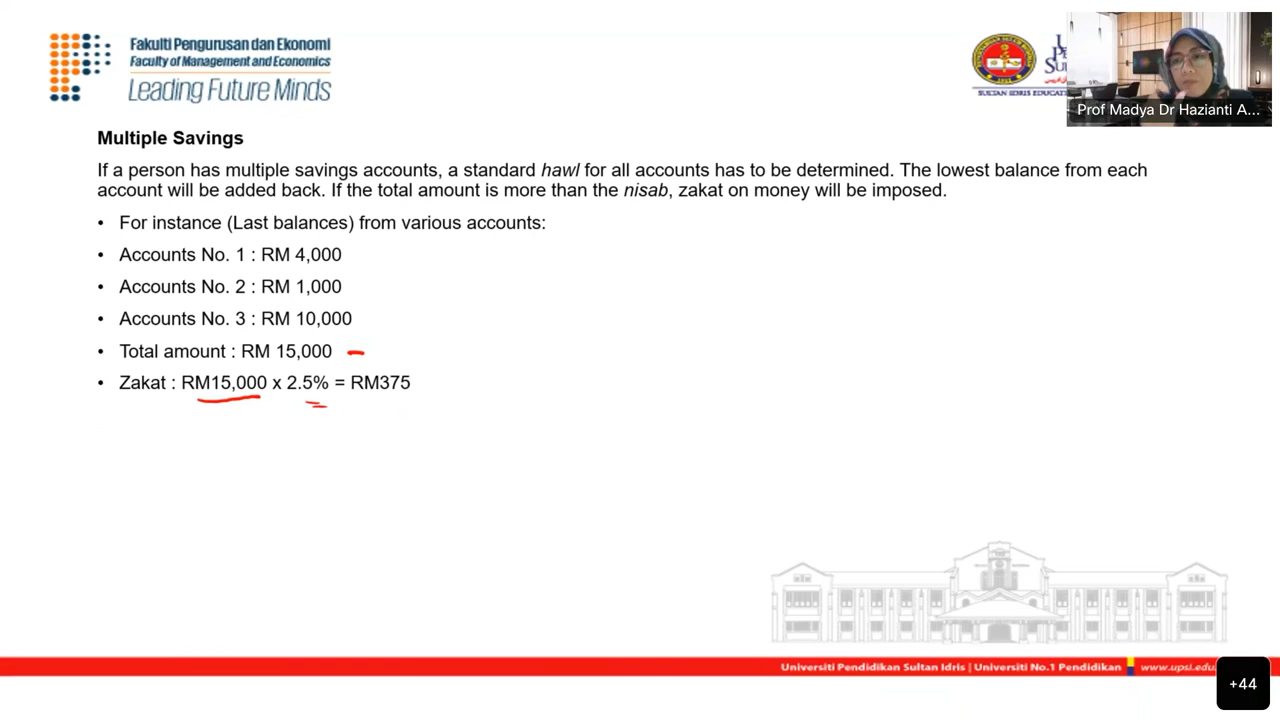 Fakulti Pengurusan dan Ekonomi
Faculty of Management and Economics
Leading Future Minds
SULTAN IDRIS EDUCAT
Prof Madya Dr Hazianti A...
Multiple Savings
If a person has multiple savings accounts, a standard hawl for all accounts has to be determined. The lowest balance from each
account will be added back. If the total amount is more than the nisab, zakat on money will be imposed.
• For instance (Last balances) from various accounts:
• Accounts No. 1 : RM 4,000
• Accounts No. 2 : RM 1,000
• Accounts No. 3 : RM 10,000
• Total amount : RM 15,000
• Zakat : RM15,000 x 2.5% = RM375
Universiti Pendidikan Sultan Idris | Universiti No.1 Pendidikan www.upsi.edu.
+44